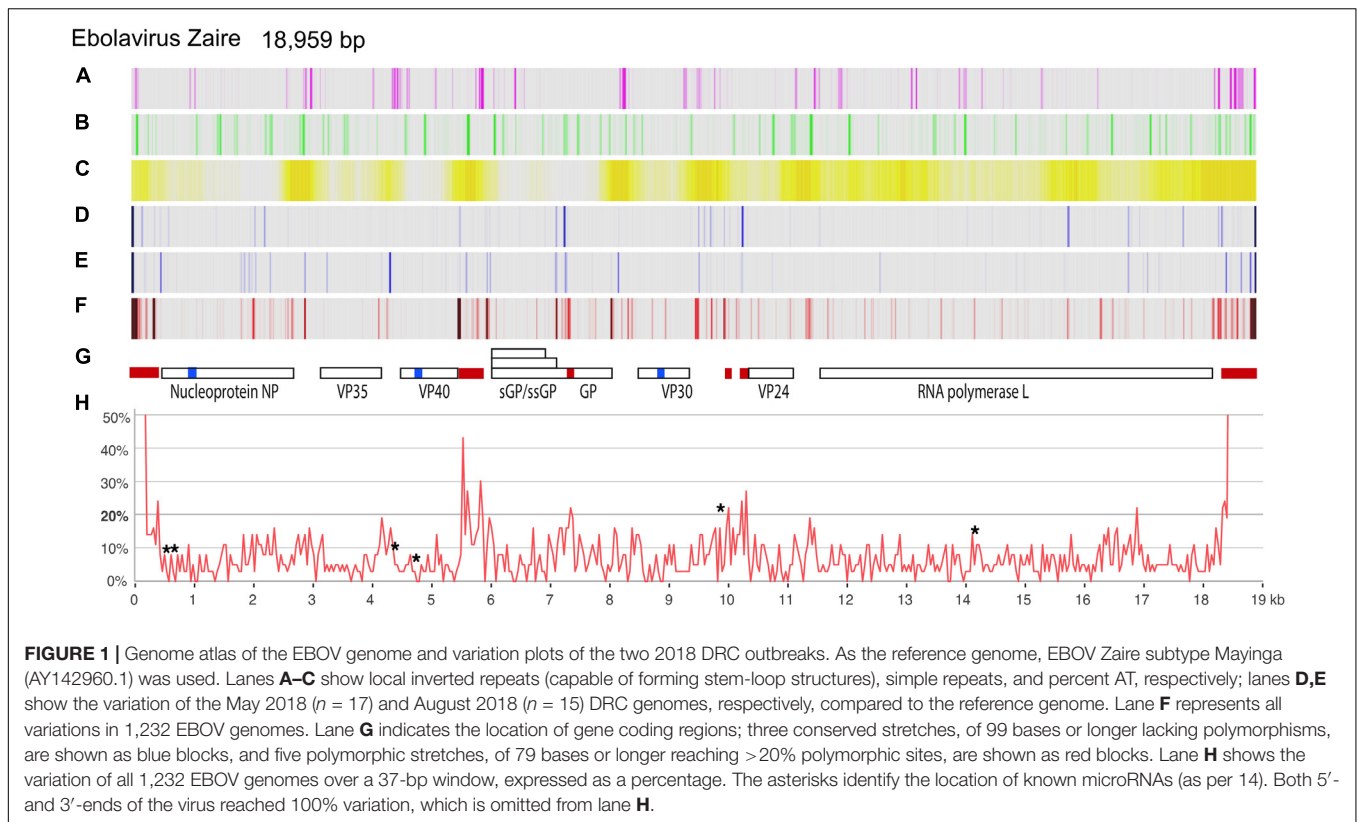 Ebolavirus Zaire 18,959 bp
A
B
C
D
E
F
G
Nucleoprotein NP VP35 VP40 sGP/ssGP GP VP30 VP24 RNA polymerase L
H
50%
40%
30%
20%
10%
0%
* * * * * *
0 1 2 3 4 5 6 7 8 9 10 11 12 13 14 15 16 17 18 19 kb
FIGURE 1 | Genome atlas of the EBOV genome and variation plots of the two 2018 DRC outbreaks. As the reference genome, EBOV Zaire subtype Mayinga
(AY142960.1) was used. Lanes A–C show local inverted repeats (capable of forming stem-loop structures), simple repeats, and percent AT, respectively; lanes D,E
show the variation of the May 2018 (n = 17) and August 2018 (n = 15) DRC genomes, respectively, compared to the reference genome. Lane F represents all
variations in 1,232 EBOV genomes. Lane G indicates the location of gene coding regions; three conserved stretches, of 99 bases or longer lacking polymorphisms,
are shown as blue blocks, and five polymorphic stretches, of 79 bases or longer reaching >20% polymorphic sites, are shown as red blocks. Lane H shows the
variation of all 1,232 EBOV genomes over a 37-bp window, expressed as a percentage. The asterisks identify the location of known microRNAs (as per 14). Both 5′-
and 3′-ends of the virus reached 100% variation, which is omitted from lane H.